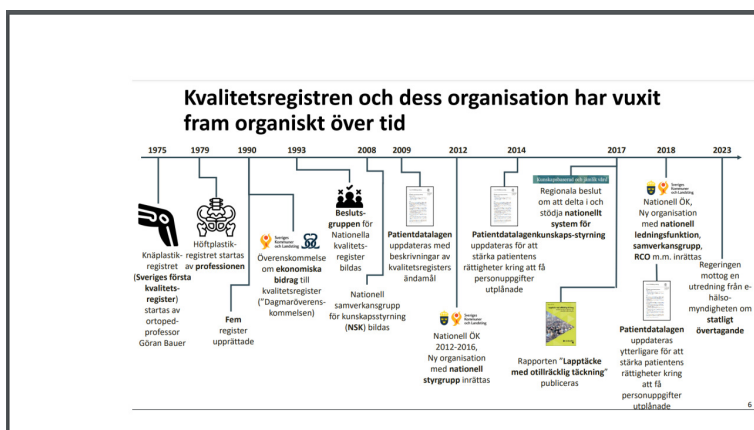 Kvalitetsregistren och dess organisation har vuxit
fram organiskt över tid
1975
1979
1990
1993
2008
2009
2012
2014
2017
2018
2023
Knäplastik-
registret
(Sveriges första
kvalitets-
register)
startas av
ortoped-
professor
Göran Bauer
Höftplastik-
registret startas
av professionen
Fem
register
upprättade
Sveriges
Kommuner
och Landsting
Överenskommelse
om ekonomiska
bidrag till
kvalitetsregister
("Dagmaröverens-
kommelsen)
Besluts-
gruppen för
Nationella
kvalitets-
register
bildas
Nationell
samverkansgrupp
för kunskapsstyrning
(NSK) bildas
Patientdatalagen
uppdateras med
beskrivningar av
kvalitetsregisters
ändamål
Sveriges
Kommuner
och Landsting
Nationell ÖK
2012-2016,
Ny organisation
med nationell
styrgrupp inrättas
Patientdatalagen
uppdateras för att
stärka patientens
rättigheter kring att få
personuppgifter
utplånade
Kunskapsbaserad och jämlik vård
Regionala beslut
om att delta i och
stödja nationellt
system för
kunskaps-styrning
Rapporten "Lapptäcke
med otillräcklig täckning"
publiceras
Sveriges
Kommuner
och Landsting
Nationell ÖK,
Ny organisation
med nationell
ledningsfunktion,
samverkansgrupp,
RCO m.m. inrättas
Patientdatalagen
uppdateras
ytterligare för att
stärka patientens
rättigheter kring
att få
personuppgifter
utplånade
Regeringen
mottog en
utredning från e-
hälso-
myndigheten om
statligt
övertagande
6